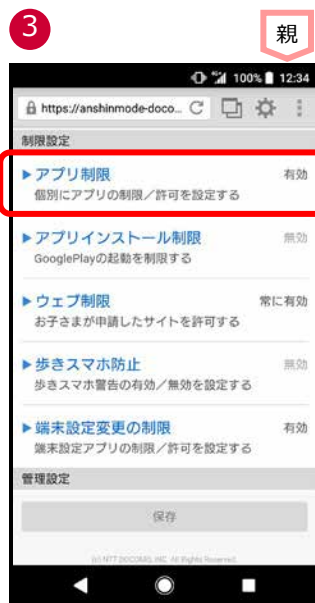 3
親
100% 12:34
https://anshinmode-doco...
制限設定
▶アプリ制限 有効
個別にアプリの制限／許可を設定する
▶アプリインストール制限 無効
GooglePlayの起動を制限する
▶ウェブ制限 常に有効
お子さまが申請したサイトを許可する
▶歩きスマホ防止 無効
歩きスマホ警告の有効／無効を設定する
▶端末設定変更の制限 有効
端末設定アプリの制限／許可を設定する
管理設定
保存
(c) NTT DOCOMO, INC. All Rights Reserved.